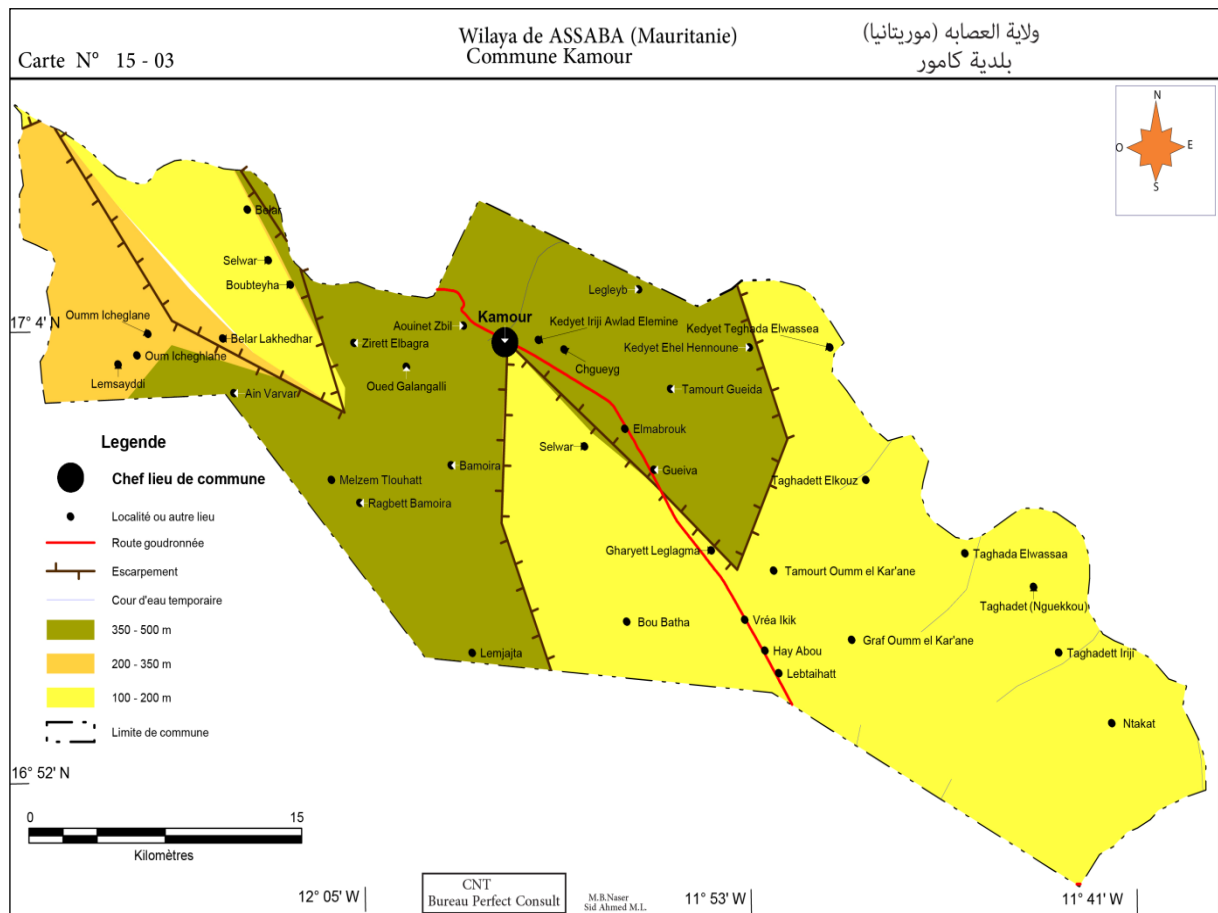 Carte N° 15 - 03
Wilaya de ASSABA (Mauritanie)
Commune Kamour
ولاية العصابه (موريتانيا)
بلدية كامور
N
O
E
S
Belar
Selwar
Boubteyha
Legleyb
Kamour
17° 4' N
Oumm Icheglane
Aouinet Zbil
Kedyet Iriji Awlad Elemine
Kedyet Teghada Elwassea
Belar Lakhedhar
Zirett Elbagra
Kedyet Ehel Hennoune
Oum Icheghlane
Oued Galangalli
Chgueyg
Lemsayddi
Ain Varvar
Tamourt Gueida
Elmabrouk
Selwar
Bamoira
Gueiva
Melzem Tlouhatt
Taghadett Elkouz
Ragbett Bamoira
Gharyett Leglagma
Taghada Elwassaa
Tamourt Oumm el Kar'ane
Taghadet (Nguekkou)
Bou Batha
Vréa Ikik
Graf Oumm el Kar'ane
Hay Abou
Lemjajta
Taghadett Iriji
Lebtaihatt
Ntakat
Legende
Chef lieu de commune
Localité ou autre lieu
Route goudronnée
Escarpement
Cour d'eau temporaire
350 - 500 m
200 - 350 m
100 - 200 m
Limite de commune
16° 52' N
0
15
Kilomètres
12° 05' W
11° 53' W
11° 41' W
CNT
Bureau Perfect Consult
M.B.Naser
Sid Ahmed M.L.